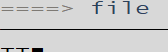 ====> file